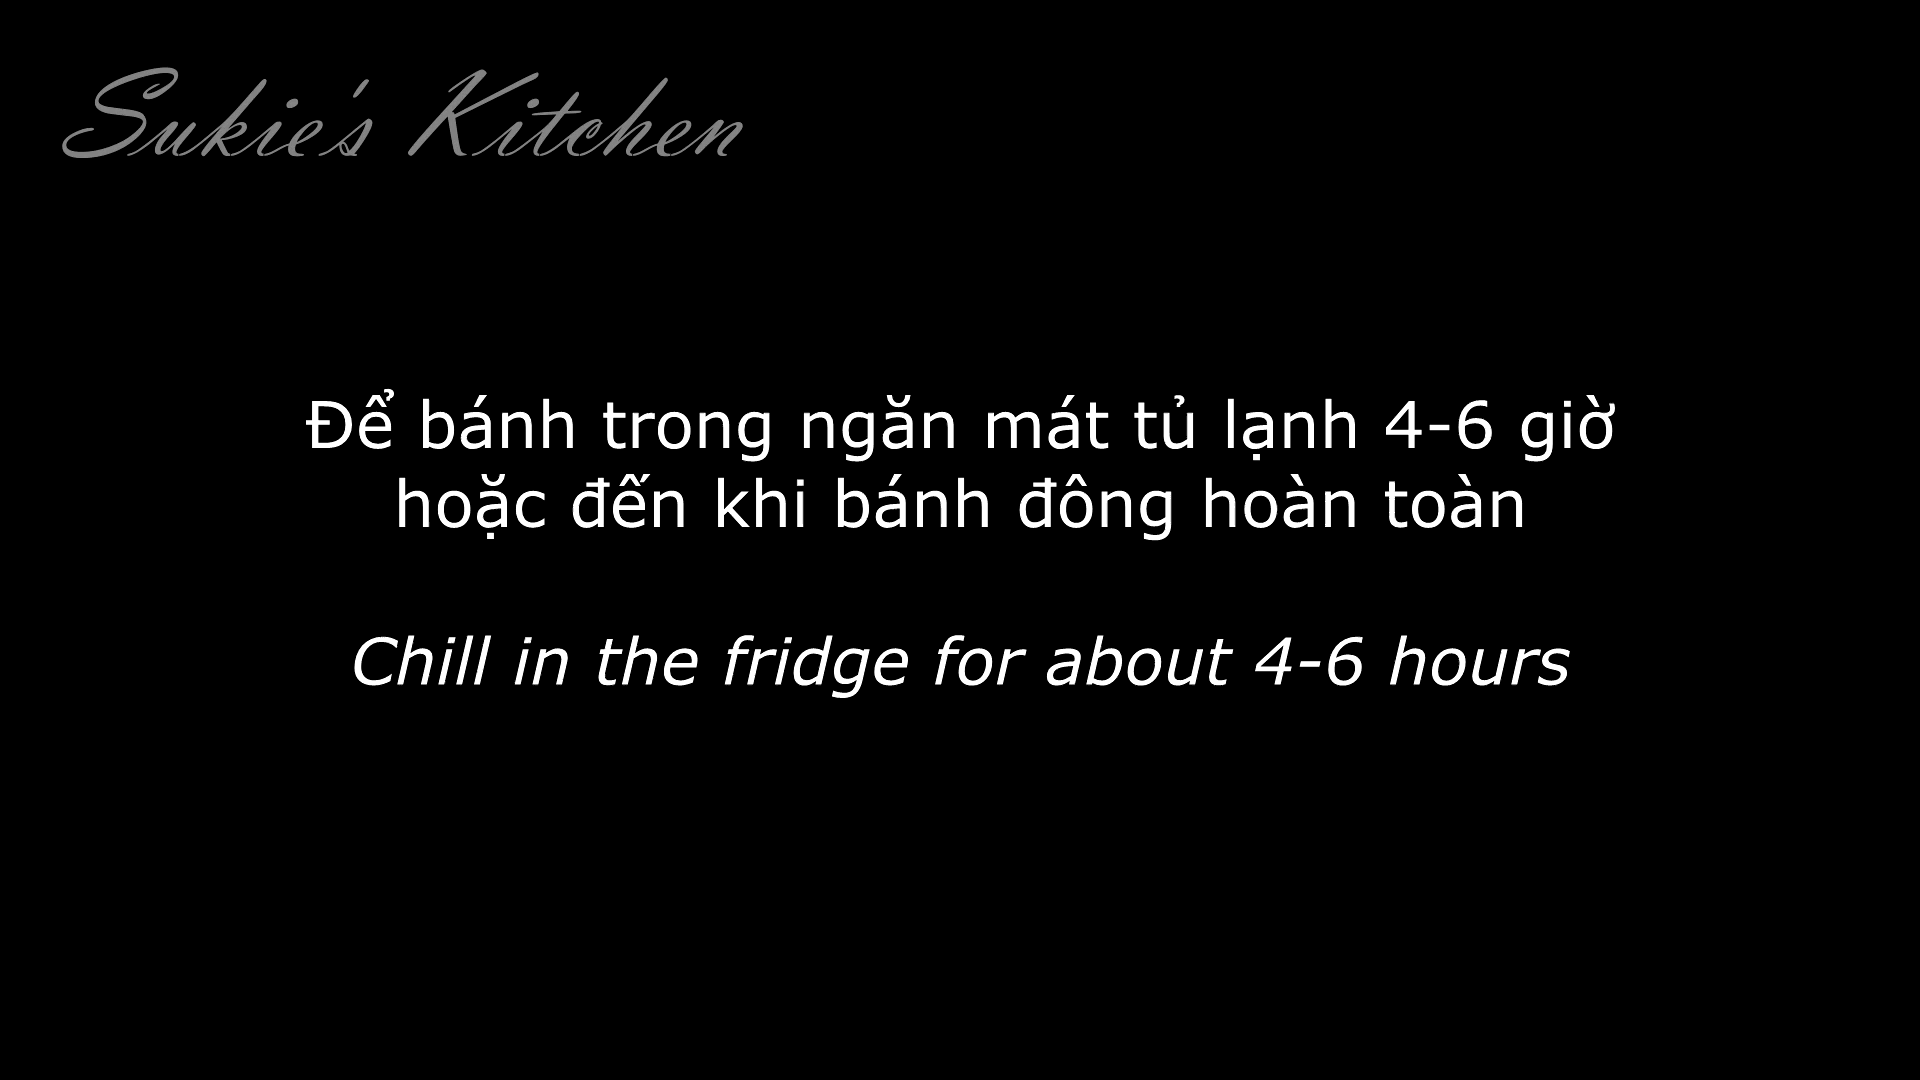 Sukie's Kitchen
Để bánh trong ngăn mát tủ lạnh 4-6 giờ
hoặc đến khi bánh đông hoàn toàn
Chill in the fridge for about 4-6 hours